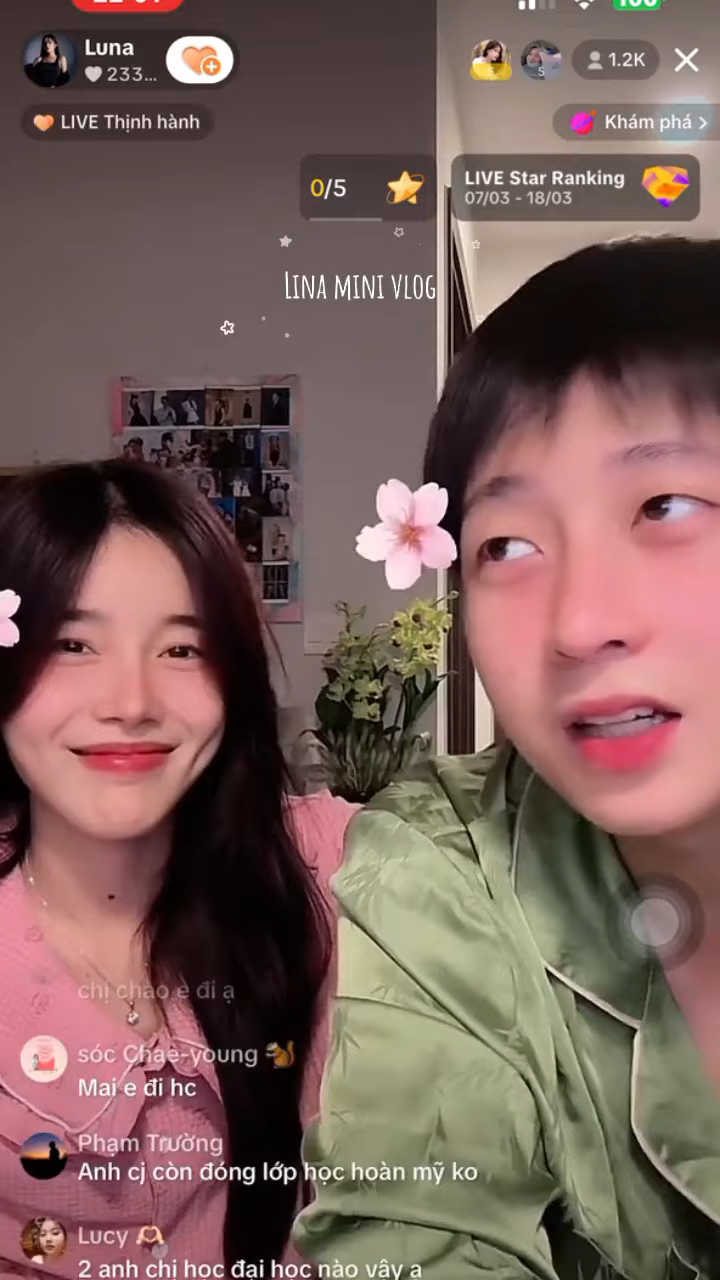 Luna
233...
1.2K
LIVE Thịnh hành
Khám phá >
0/5
LIVE Star Ranking
07/03 - 18/03
LINA MINI VLOG
chị chao e đi ạ
sóc Chae-young
Mai e đi hc
Phạm Trường
Anh cj còn đóng lớp học hoàn mỹ ko
Lucy
2 anh chị học đại học nào vậy ạ